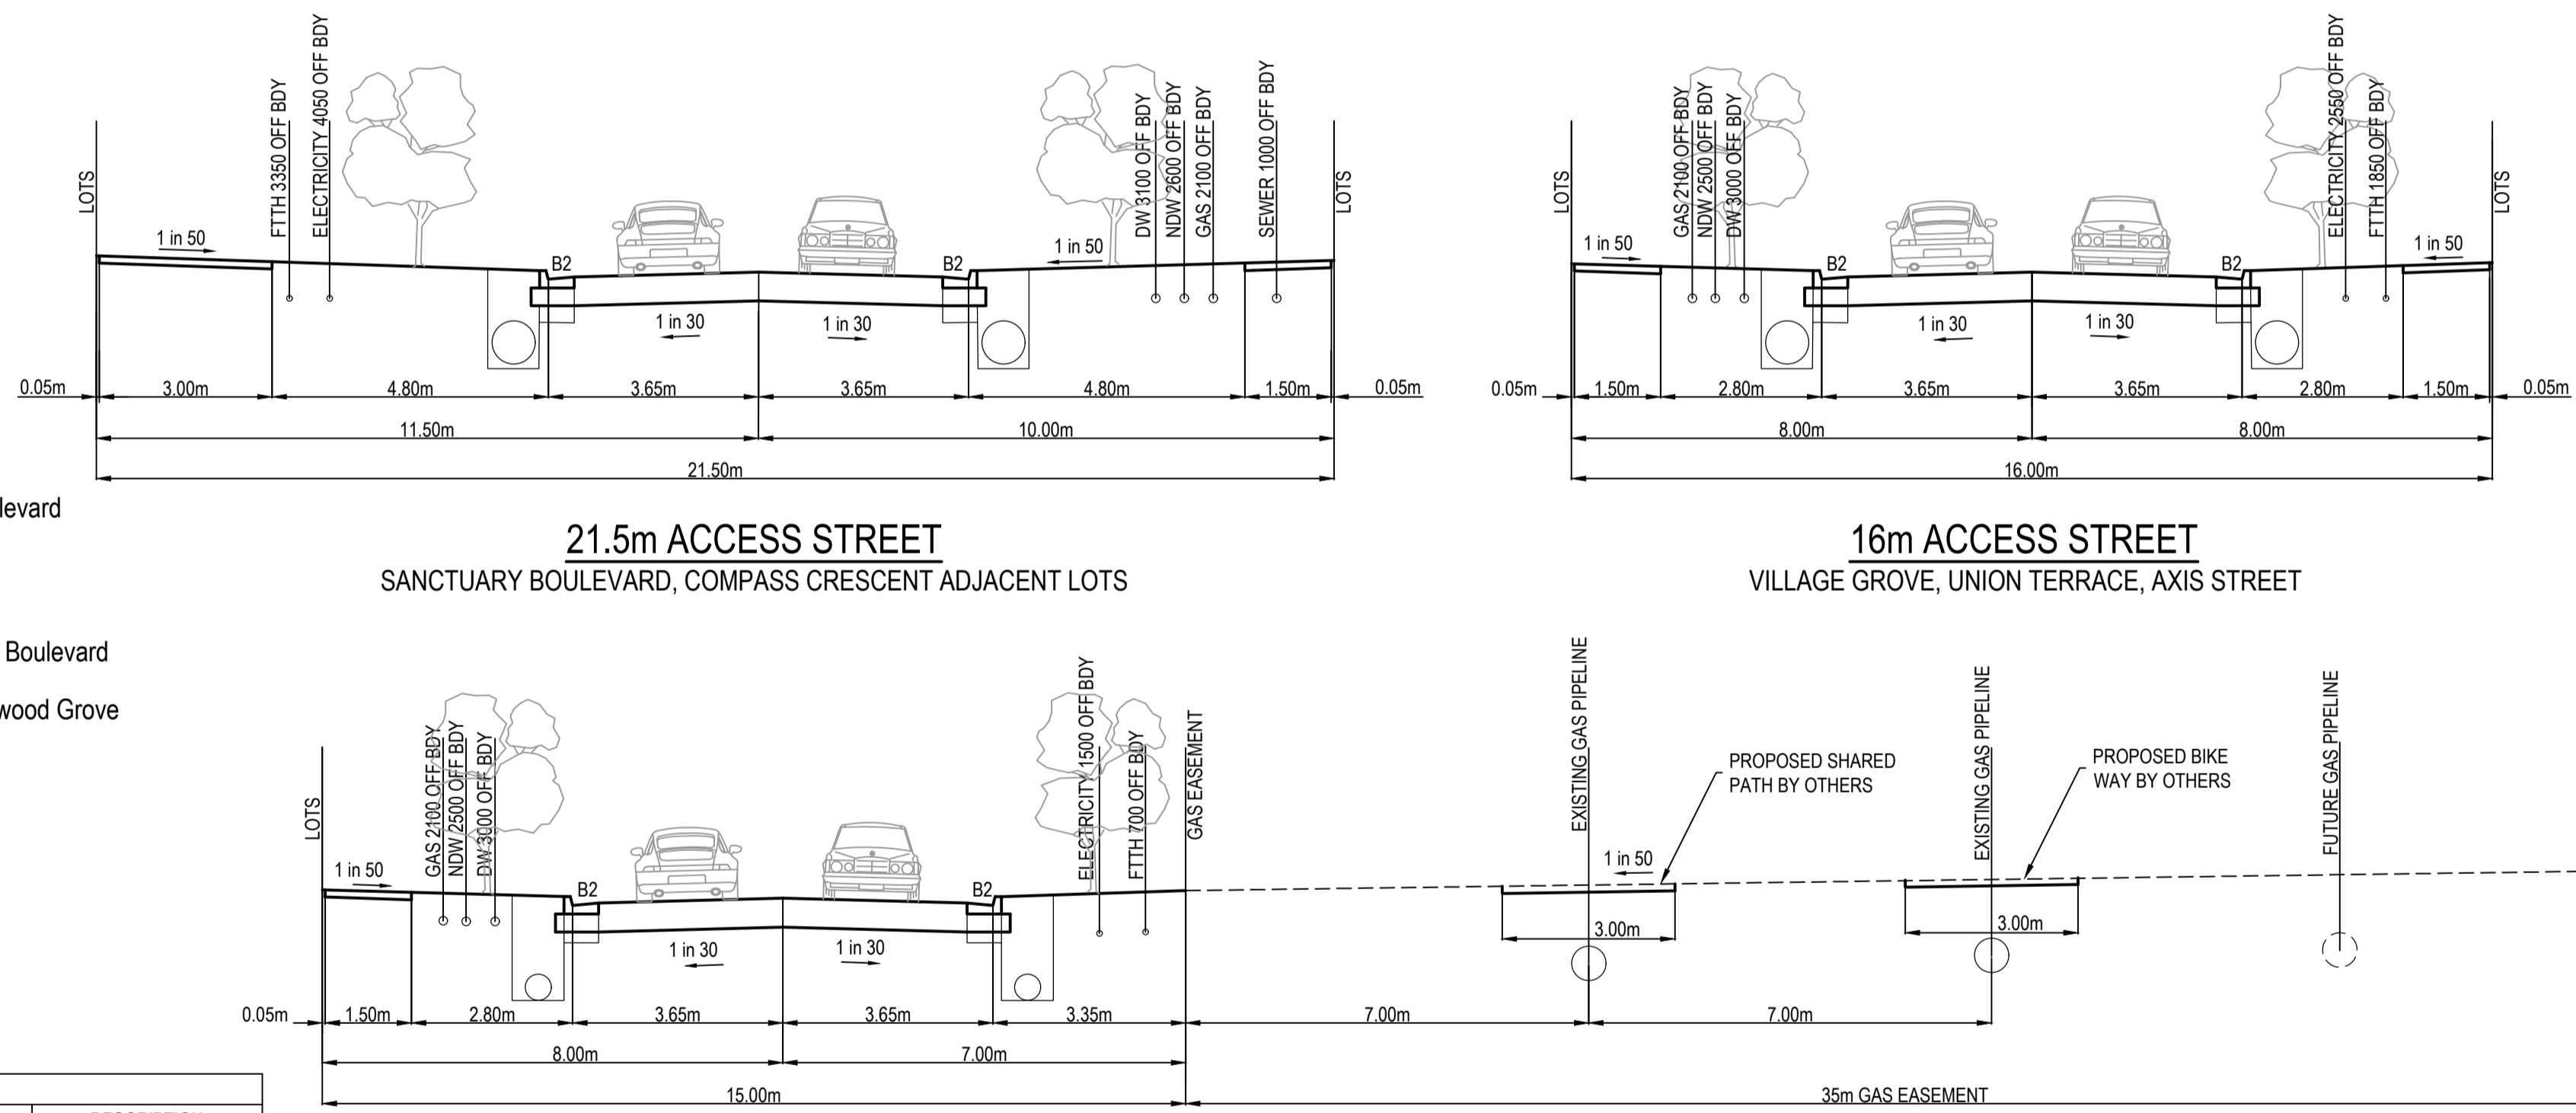 LOTS
FTTH 3350 OFF BDY
ELECTRICITY 4050 OFF BDY
DW 3100 OFF BDY
NDW 2600 OFF BDY
GAS 2100 OFF BDY
SEWER 1000 OFF BDY
LOTS
1 in 50
B2
B2
1 in 50
1 in 30
1 in 30
0.05m
3.00m
4.80m
3.65m
3.65m
4.80m
1.50m
0.05m
11.50m
10.00m
21.50m
21.5m ACCESS STREET
SANCTUARY BOULEVARD, COMPASS CRESCENT ADJACENT LOTS
LOTS
GAS 2100 OFF BDY
NDW 2500 OFF BDY
DW 3000 OFF BDY
ELECTRICITY 2550 OFF BDY
FTTH 1850 OFF BDY
LOTS
1 in 50
B2
B2
1 in 50
1 in 30
1 in 30
0.05m
1.50m
2.80m
3.65m
3.65m
2.80m
1.50m
0.05m
8.00m
8.00m
16.00m
16m ACCESS STREET
VILLAGE GROVE, UNION TERRACE, AXIS STREET
levard
Boulevard
wood Grove
LOTS
GAS 2100 OFF BDY
NDW 2500 OFF BDY
DW 3000 OFF BDY
ELECTRICITY 1500 OFF BDY
FTTH 700 OFF BDY
GAS EASEMENT
EXISTING GAS PIPELINE
PROPOSED SHARED
PATH BY OTHERS
EXISTING GAS PIPELINE
PROPOSED BIKE
WAY BY OTHERS
FUTURE GAS PIPELINE
1 in 50
B2
B2
1 in 50
1 in 30
1 in 30
3.00m
3.00m
0.05m
1.50m
2.80m
3.65m
3.65m
3.35m
7.00m
7.00m
8.00m
7.00m
15.00m
35m GAS EASEMENT